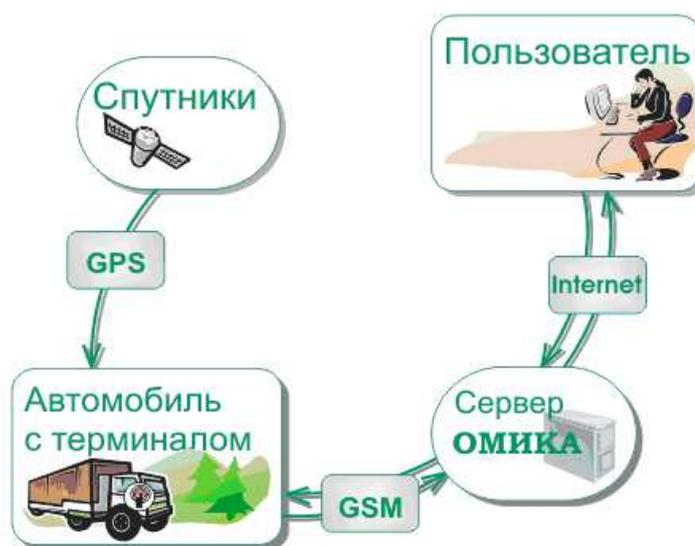 Спутники
Пользователь
GPS
Internet
Автомобиль
с терминалом
Сервер
ОМИКА
GSM